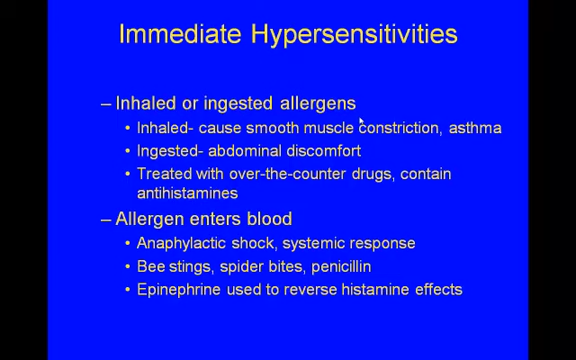 Immediate Hypersensitivities
– Inhaled or ingested allergens
• Inhaled- cause smooth muscle constriction, asthma
• Ingested- abdominal discomfort
• Treated with over-the-counter drugs, contain
antihistamines
– Allergen enters blood
• Anaphylactic shock, systemic response
• Bee stings, spider bites, penicillin
• Epinephrine used to reverse histamine effects